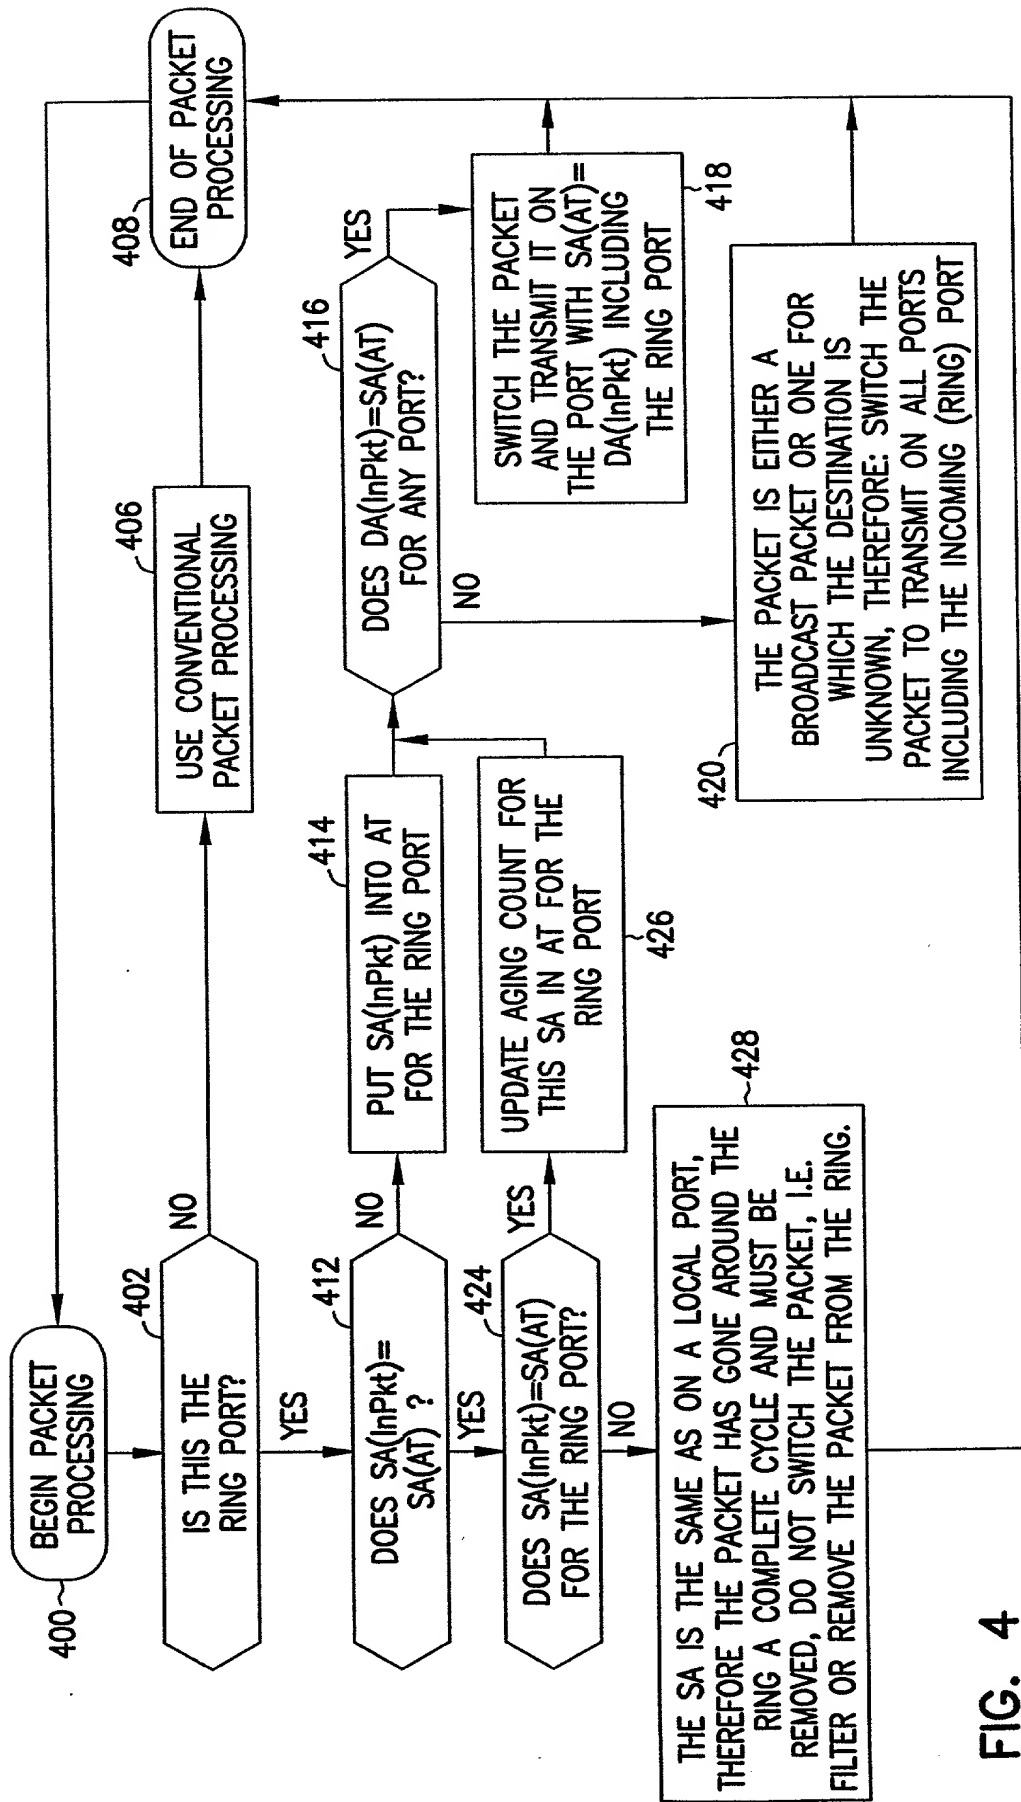 400
BEGIN PACKET
PROCESSING
402
IS THIS THE
RING PORT?
NO
YES
406
USE CONVENTIONAL
PACKET PROCESSING
408
END OF PACKET
PROCESSING
412
DOES SA(InPkt)=
SA(AT) ?
NO
YES
414
PUT SA(InPkt) INTO AT
FOR THE RING PORT
416
DOES DA(InPkt)=SA(AT)
FOR ANY PORT?
YES
NO
SWITCH THE PACKET
AND TRANSMIT IT ON
THE PORT WITH SA(AT)=
DA(InPkt) INCLUDING
THE RING PORT
418
424
DOES SA(InPkt)=SA(AT)
FOR THE RING PORT?
YES
NO
UPDATE AGING COUNT FOR
THIS SA IN AT FOR THE
RING PORT
426
420
THE PACKET IS EITHER A
BROADCAST PACKET OR ONE FOR
WHICH THE DESTINATION IS
UNKNOWN, THEREFORE: SWITCH THE
PACKET TO TRANSMIT ON ALL PORTS
INCLUDING THE INCOMING (RING) PORT
428
THE SA IS THE SAME AS ON A LOCAL PORT,
THEREFORE THE PACKET HAS GONE AROUND THE
RING A COMPLETE CYCLE AND MUST BE
REMOVED, DO NOT SWITCH THE PACKET, I.E.
FILTER OR REMOVE THE PACKET FROM THE RING.
FIG. 4